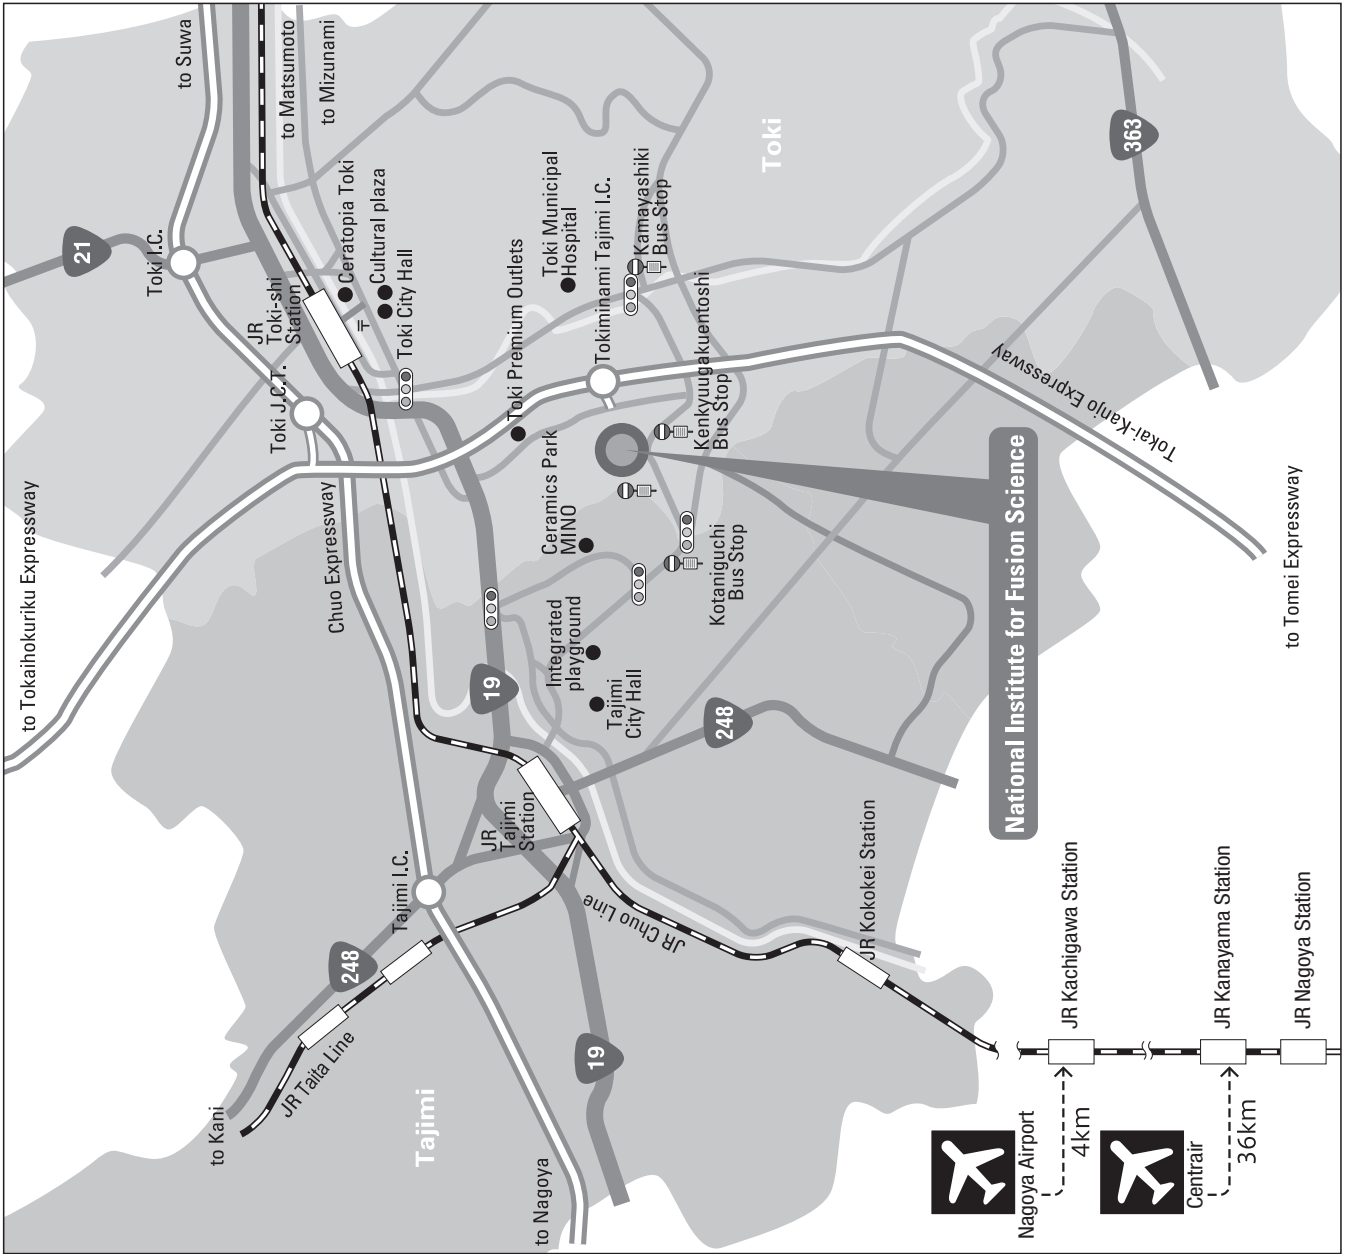 to Suwa
to Matsumoto
to Mizunami
21
Toki I.C.
JR
Toki-shi
Station
Ceratopia Toki
Cultural plaza
Toki City Hall
〒
Toki Municipal
Hospital
Toki
363
Toki Premium Outlets
Tokiminami Tajimi I.C.
Kamayashiki
Bus Stop
Kenkyuugakuentoshi
Bus Stop
Toki J.C.T.
to Tokaihokuriku Expressway
Chuo Expressway
Ceramics Park
MINO
Kotaniguchi
Bus Stop
Tokai-Kanjo Expressway
National Institute for Fusion Science
to Tomei Expressway
19
Integrated
playground
Tajimi
City Hall
248
JR
Tajimi
Station
Tajimi I.C.
248
JR Chuo Line
JR Kokokei Station
JR Taita Line
to Kani
Tajimi
to Nagoya
19
JR Kachigawa Station
JR Kanayama Station
JR Nagoya Station
Nagoya Airport
4km
Centrair
36km